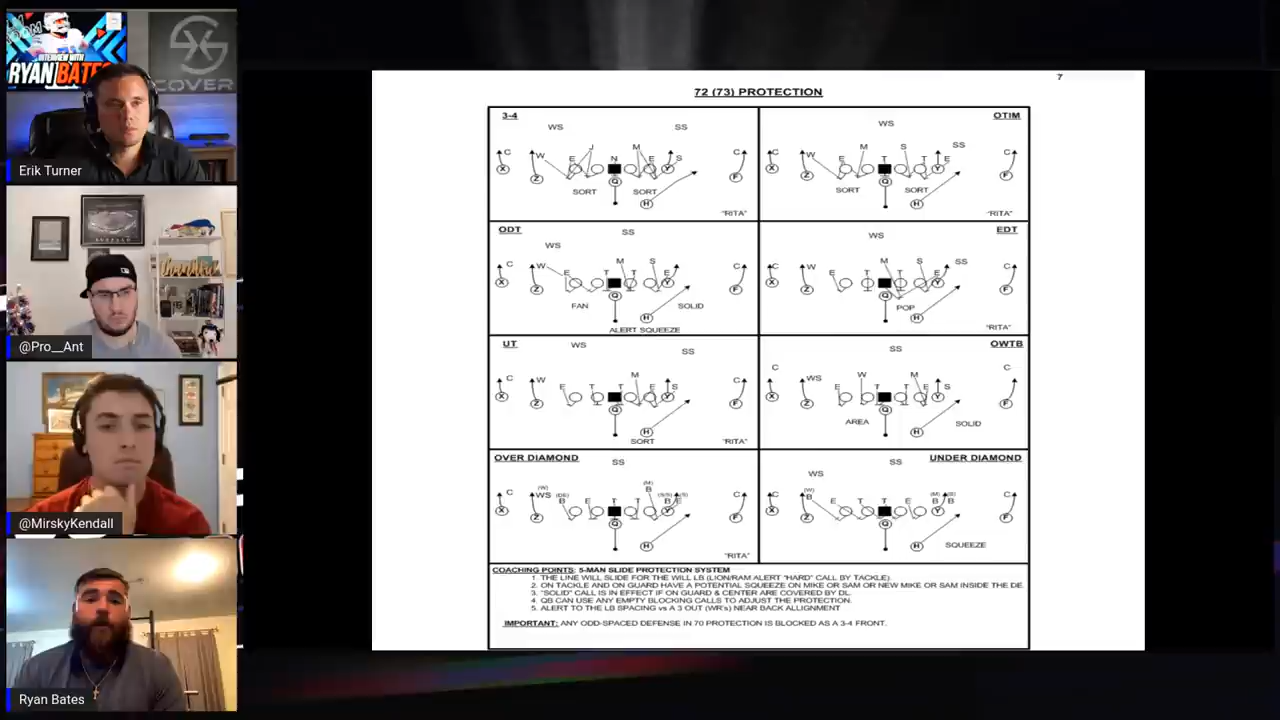 INTERVIEW WITH
RYAN BATES
COVER
Erik Turner
@Pro__Ant
@MirskyKendall
Ryan Bates
7
72 (73) PROTECTION
3-4
WS
SS
C
W
E
J
N
M
E
S
C
X
Z
Q
Y
F
H
SORT
SORT
"RITA"
OTIM
WS
SS
C
W
E
M
T
S
T
E
C
X
Z
Q
Y
F
H
SORT
SORT
"RITA"
ODT
SS
WS
C
W
E
T
M
T
S
E
C
X
Z
Q
Y
F
H
FAN
SOLID
ALERT SQUEEZE
EDT
WS
SS
C
W
E
T
M
T
S
E
C
X
Z
Q
Y
F
H
POP
"RITA"
UT
WS
SS
C
W
E
T
T
M
E
S
C
X
Z
Q
Y
F
H
SORT
"RITA"
OWTB
SS
C
WS
E
W
T
M
T
E
S
C
X
Z
Q
Y
F
H
AREA
SOLID
OVER DIAMOND
SS
C
(W)
WS
B
E
T
(M)
B
T
B
E
C
X
Z
Q
Y
F
H
"RITA"
UNDER DIAMOND
SS
WS
C
(W)
B
E
T
T
E
(M)
B
(S)
B
C
X
Z
Q
Y
F
H
SQUEEZE
COACHING POINTS: 5-MAN SLIDE PROTECTION SYSTEM
1. THE LINE WILL SLIDE FOR THE WILL LB (LION/RAM ALERT "HARD" CALL BY TACKLE)
2. ON TACKLE AND ON GUARD HAVE A POTENTIAL SQUEEZE ON MIKE OR SAM OR NEW MIKE OR SAM INSIDE THE DE.
3. "SOLID" CALL IS IN EFFECT IF ON GUARD & CENTER ARE COVERED BY DL.
4. QB CAN USE ANY EMPTY BLOCKING CALLS TO ADJUST THE PROTECTION.
5. ALERT TO THE LB SPACING vs A 3 OUT (WR's) NEAR BACK ALLIGNMENT
IMPORTANT: ANY ODD-SPACED DEFENSE IN 70 PROTECTION IS BLOCKED AS A 3-4 FRONT.